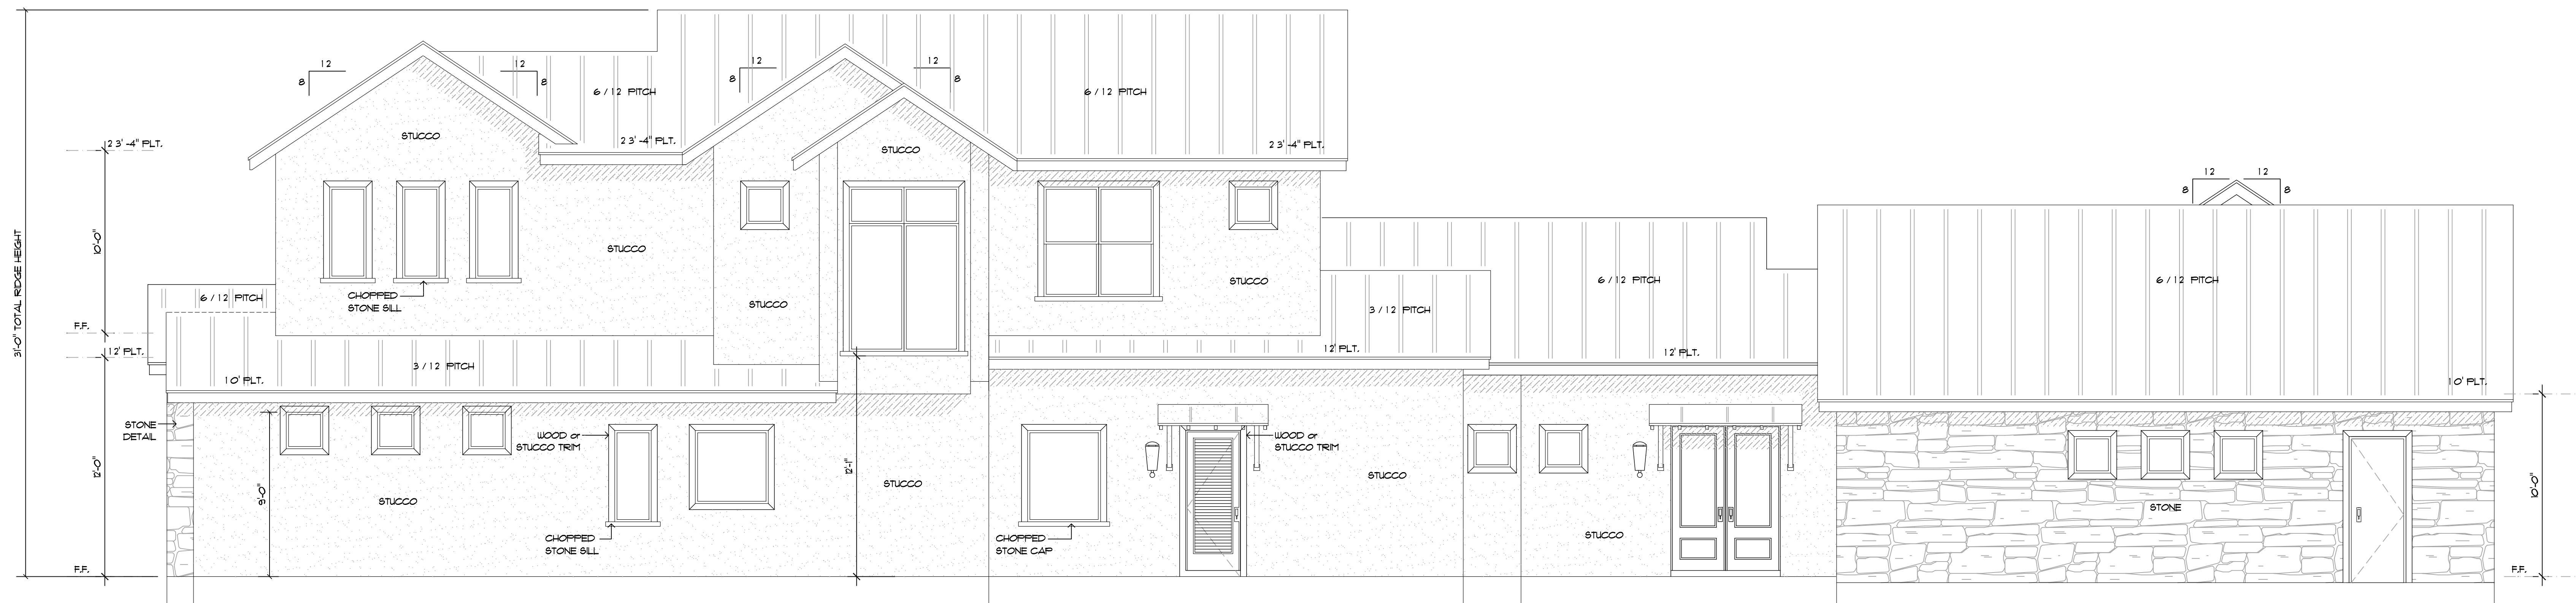 12
12
12
12
8
8
8
8
6 / 12 PITCH
6 / 12 PITCH
STUCCO
23'-4" PLT.
23'-4" PLT.
23'-4" PLT.
STUCCO
12
12
8
8
31'-0" TOTAL RIDGE HEIGHT
10'-0"
STUCCO
STUCCO
6 / 12 PITCH
6 / 12 PITCH
6 / 12 PITCH
CHOPPED
STONE SILL
STUCCO
3 / 12 PITCH
F.F.
12' PLT.
12' PLT.
12' PLT.
3 / 12 PITCH
10' PLT.
10' PLT.
STONE
DETAIL
WOOD or
STUCCO TRIM
WOOD or
STUCCO TRIM
12'-0"
9'-0"
12'-1"
STUCCO
STUCCO
STUCCO
10'-0"
STONE
CHOPPED
STONE SILL
CHOPPED
STONE CAP
STUCCO
F.F.
F.F.